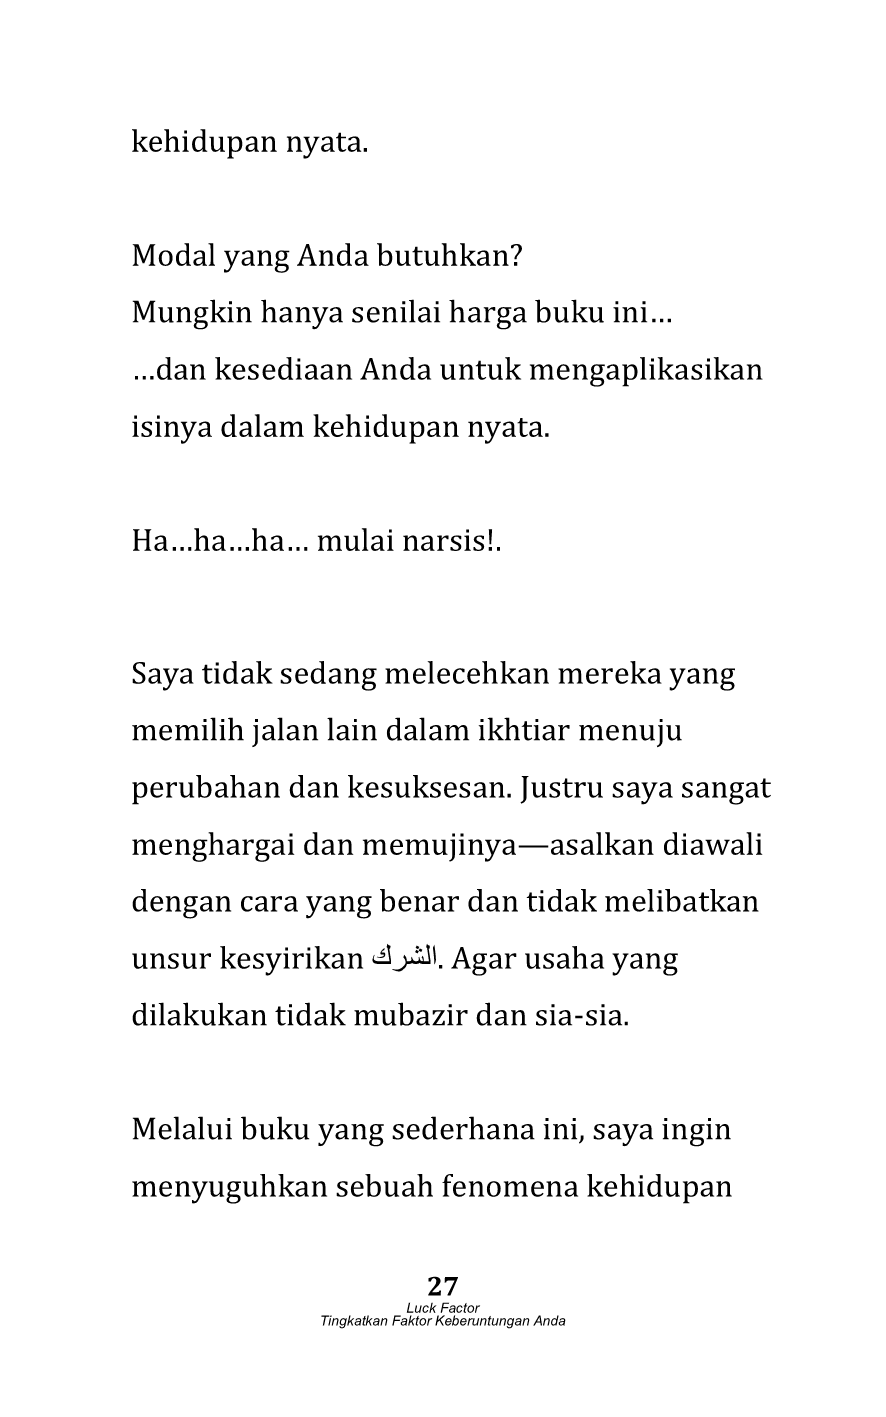 kehidupan nyata.
Modal yang Anda butuhkan?
Mungkin hanya senilai harga buku ini…
…dan kesediaan Anda untuk mengaplikasikan
isinya dalam kehidupan nyata.
Ha…ha…ha… mulai narsis!.
Saya tidak sedang melecehkan mereka yang
memilih jalan lain dalam ikhtiar menuju
perubahan dan kesuksesan. Justru saya sangat
menghargai dan memujinya—asalkan diawali
dengan cara yang benar dan tidak melibatkan
unsur kesyirikan الشرك. Agar usaha yang
dilakukan tidak mubazir dan sia-sia.
Melalui buku yang sederhana ini, saya ingin
menyuguhkan sebuah fenomena kehidupan
27
Luck Factor
Tingkatkan Faktor Keberuntungan Anda